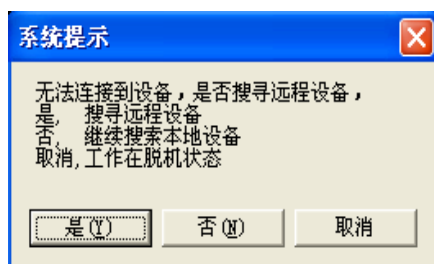 系统提示
无法连接到设备，是否搜寻远程设备，
是， 搜寻远程设备
否， 继续搜索本地设备
取消，工作在脱机状态
是(Y) 否(N) 取消